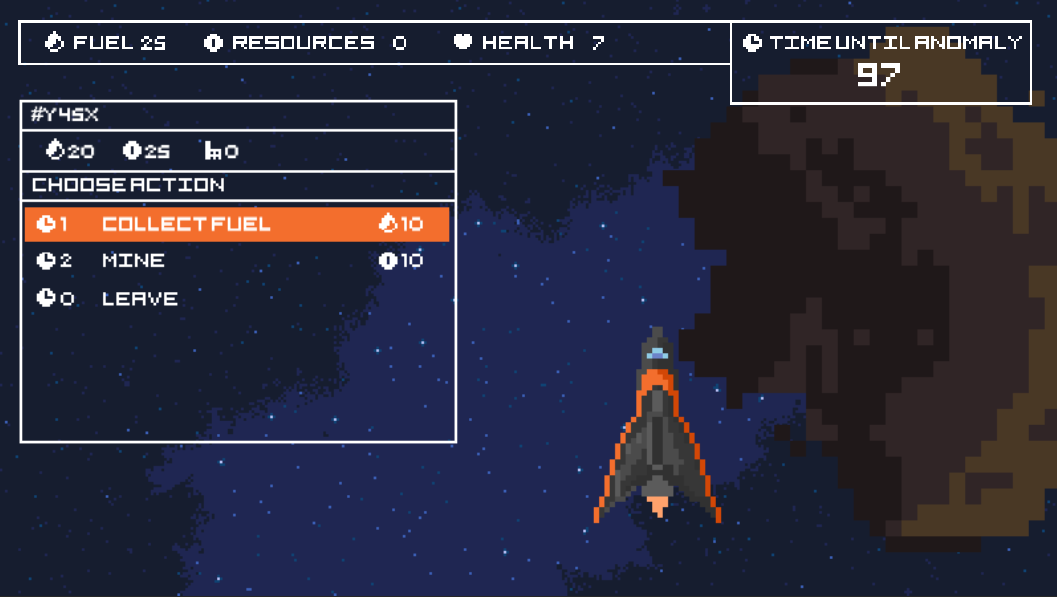 FUEL 25 RESOURCES 0 HEALTH 7
TIME UNTIL ANOMALY
97
#Y45X
20 25 0
CHOOSE ACTION
1 COLLECT FUEL 10
2 MINE 10
0 LEAVE